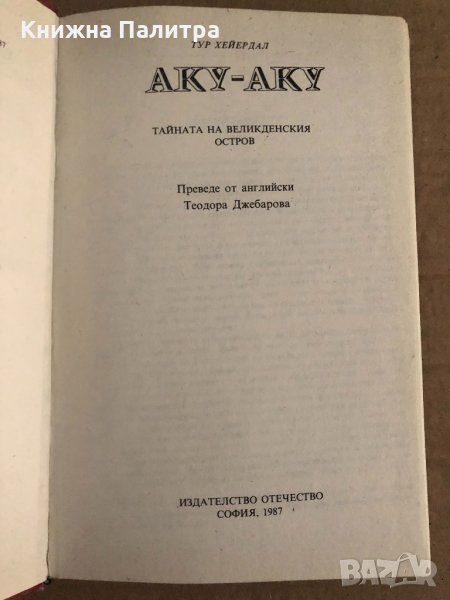 Книжна Палитра
ТУР ХЕЙЕРДАЛ
АКУ-АКУ
ТАЙНАТА НА ВЕЛИКДЕНСКИЯ
ОСТРОВ
Преведе от английски
Теодора Джебарова
ИЗДАТЕЛСТВО ОТЕЧЕСТВО
СОФИЯ, 1987
BAZAR